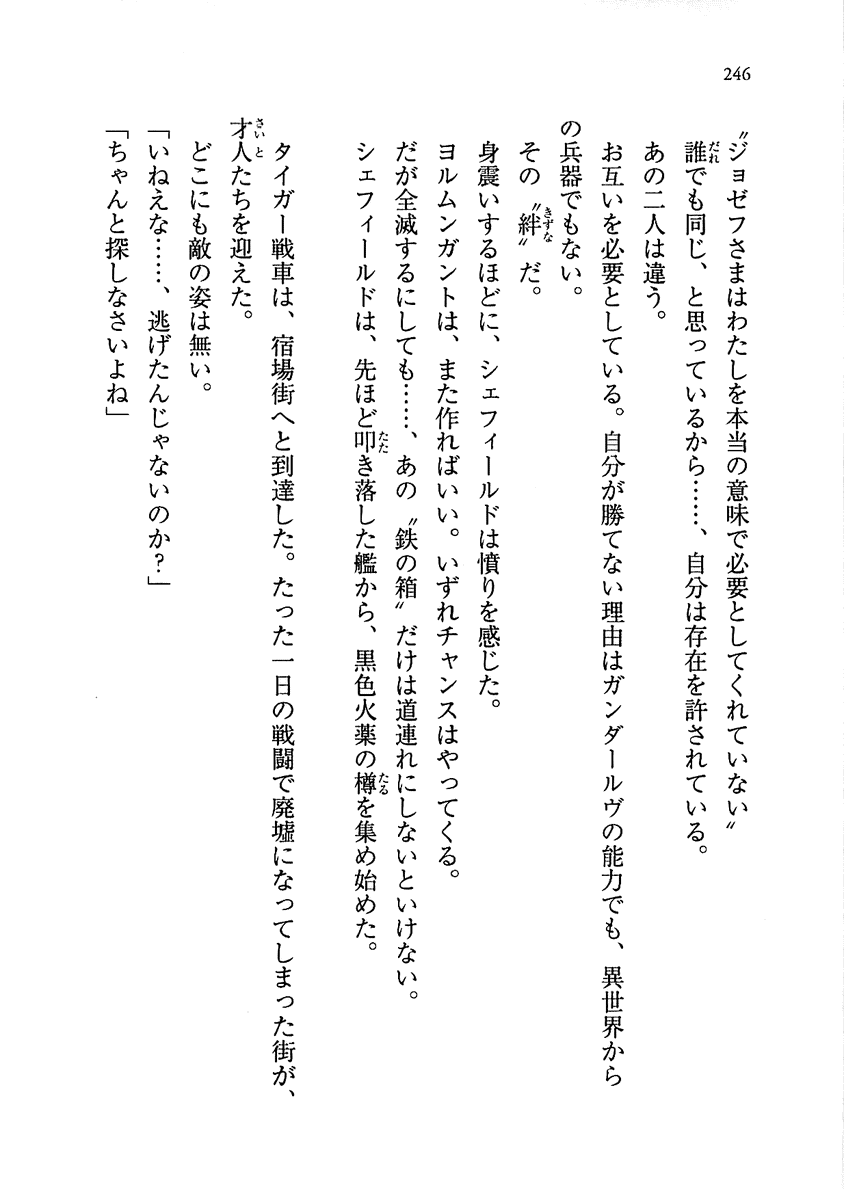 246
〝ジョゼフさまはわたしを本当の意味で必要としてくれていない〟
誰でも同じ、と思っているから……、自分は存在を許されている。
あの二人は違う。
お互いを必要としている。自分が勝てない理由はガンダールヴの能力でも、異世界から
の兵器でもない。
その〝絆〟だ。
身震いするほどに、シェフィールドは憤りを感じた。
ヨルムンガントは、また作ればいい。いずれチャンスはやってくる。
だが全滅するにしても……、あの〝鉄の箱〟だけは道連れにしないといけない。
シェフィールドは、先ほど叩き落した艦から、黒色火薬の樽を集め始めた。
タイガー戦車は、宿場街へと到達した。たった一日の戦闘で廃墟になってしまった街が、
才人たちを迎えた。
どこにも敵の姿は無い。
「いねえな……、逃げたんじゃないのか？」
「ちゃんと探しなさいよね」